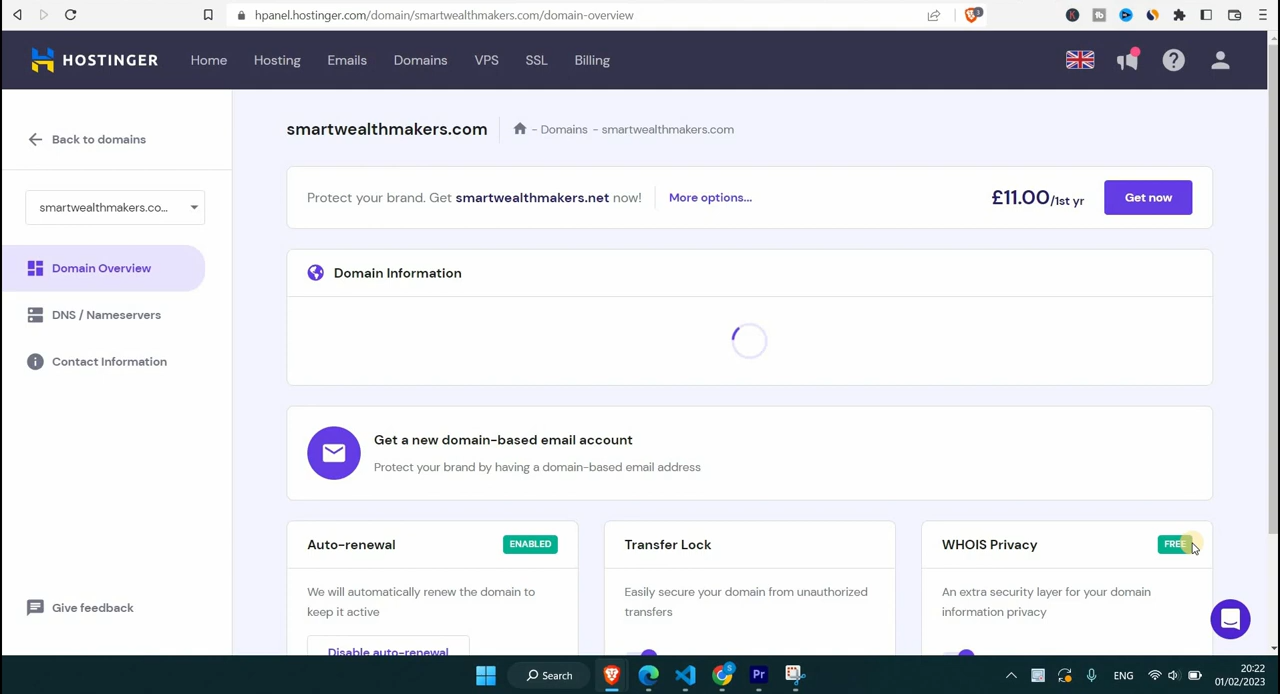 hpanel.hostinger.com/domain/smartwealthmakers.com/domain-overview
HOSTINGER
Home
Hosting
Emails
Domains
VPS
SSL
Billing
Back to domains
smartwealthmakers.com
- Domains - smartwealthmakers.com
smartwealthmakers.co...
Protect your brand. Get smartwealthmakers.net now!
More options...
£11.00/1st yr
Get now
Domain Overview
DNS / Nameservers
Contact Information
Domain Information
Get a new domain-based email account
Protect your brand by having a domain-based email address
Auto-renewal
ENABLED
We will automatically renew the domain to
keep it active
Disable auto-renewal
Transfer Lock
Easily secure your domain from unauthorized
transfers
WHOIS Privacy
FREE
An extra security layer for your domain
information privacy
Give feedback
Search
ENG
20:22
01/02/2023